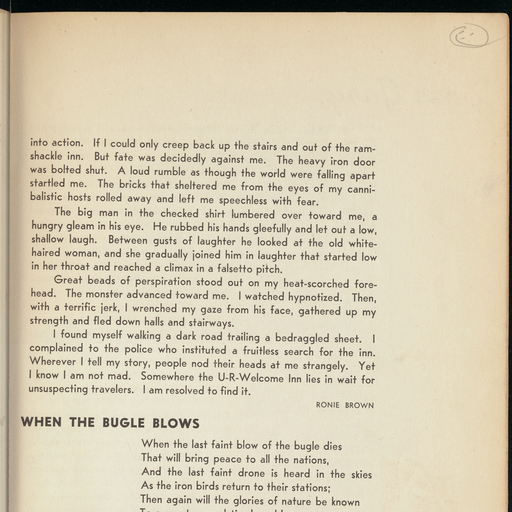 into action. If I could only creep back up the stairs and out of the ram-
shackle inn. But fate was decidedly against me. The heavy iron door
was bolted shut. A loud rumble as though the world were falling apart
startled me. The bricks that sheltered me from the eyes of my canni-
balistic hosts rolled away and left me speechless with fear.
The big man in the checked shirt lumbered over toward me, a
hungry gleam in his eye. He rubbed his hands gleefully and let out a low,
shallow laugh. Between gusts of laughter he looked at the old white-
haired woman, and she gradually joined him in laughter that started low
in her throat and reached a climax in a falsetto pitch.
Great beads of perspiration stood out on my heat-scorched fore-
head. The monster advanced toward me. I watched hypnotized. Then,
with a terrific jerk, I wrenched my gaze from his face, gathered up my
strength and fled down halls and stairways.
I found myself walking a dark road trailing a bedraggled sheet. I
complained to the police who instituted a fruitless search for the inn.
Wherever I tell my story, people nod their heads at me strangely. Yet
I know I am not mad. Somewhere the U-R-Welcome Inn lies in wait for
unsuspecting travelers. I am resolved to find it.
RONIE BROWN
WHEN THE BUGLE BLOWS
When the last faint blow of the bugle dies
That will bring peace to all the nations,
And the last faint drone is heard in the skies
As the iron birds return to their stations;
Then again will the glories of nature be known